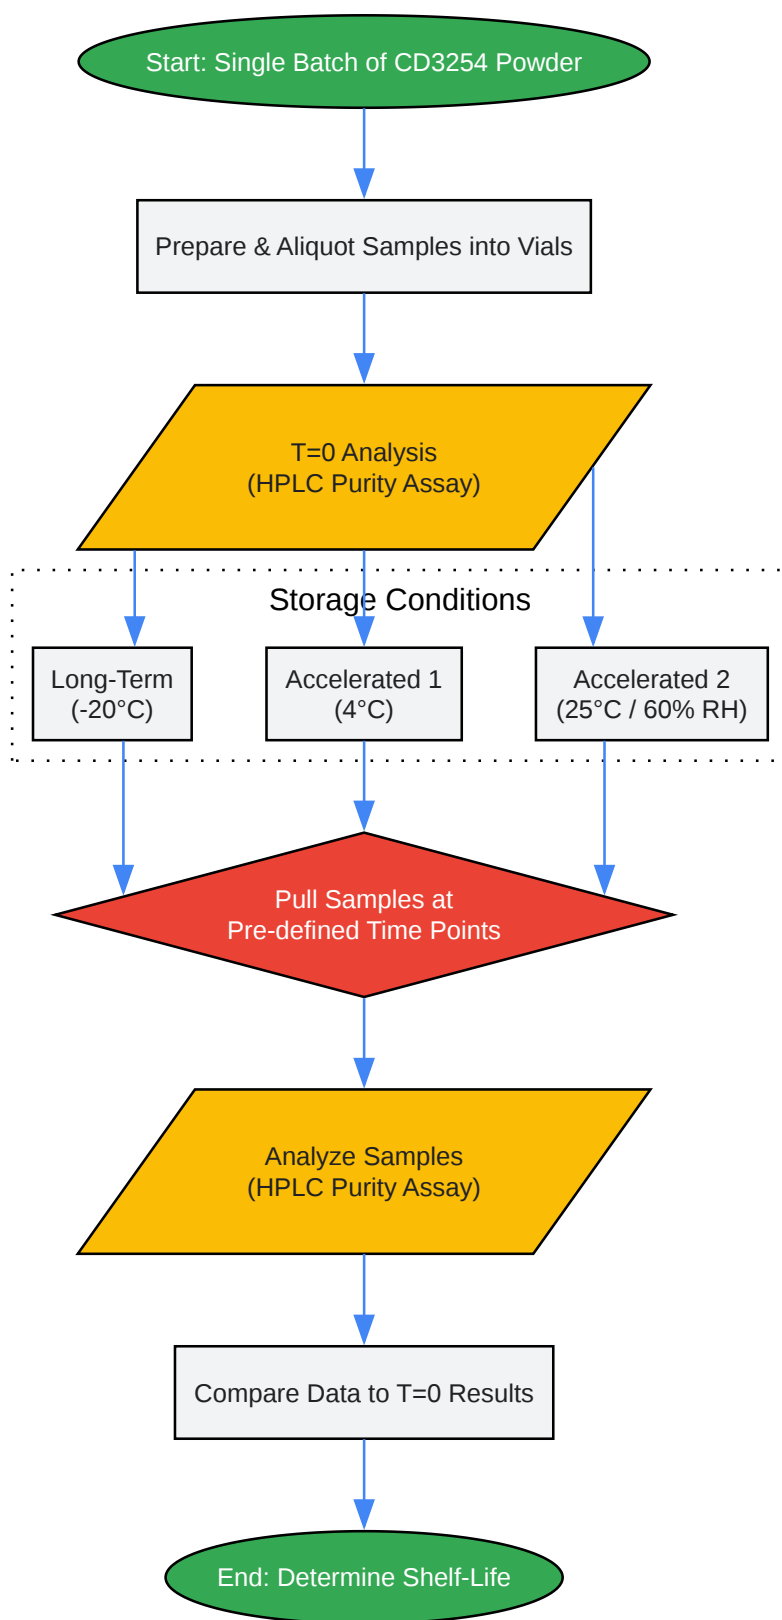 Start: Single Batch of CD3254 Powder
Prepare & Aliquot Samples into Vials
T=0 Analysis
(HPLC Purity Assay)
Storage Conditions
Long-Term
(-20°C)
Accelerated 1
(4°C)
Accelerated 2
(25°C / 60% RH)
Pull Samples at
Pre-defined Time Points
Analyze Samples
(HPLC Purity Assay)
Compare Data to T=0 Results
End: Determine Shelf-Life